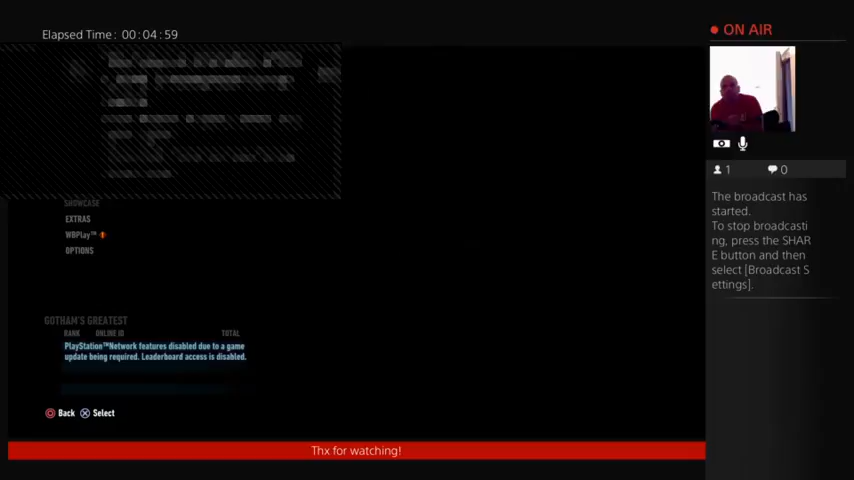 Elapsed Time: 00:04:59
ON AIR
1
0
The broadcast has
started.
To stop broadcasti
ng, press the SHAR
E button and then
select [Broadcast S
ettings].
SHOWCASE
EXTRAS
WBPlay™
OPTIONS
GOTHAM'S GREATEST
RANK ONLINE ID TOTAL
PlayStation™Network features disabled due to a game
update being required. Leaderboard access is disabled.
Back Select
Thx for watching!